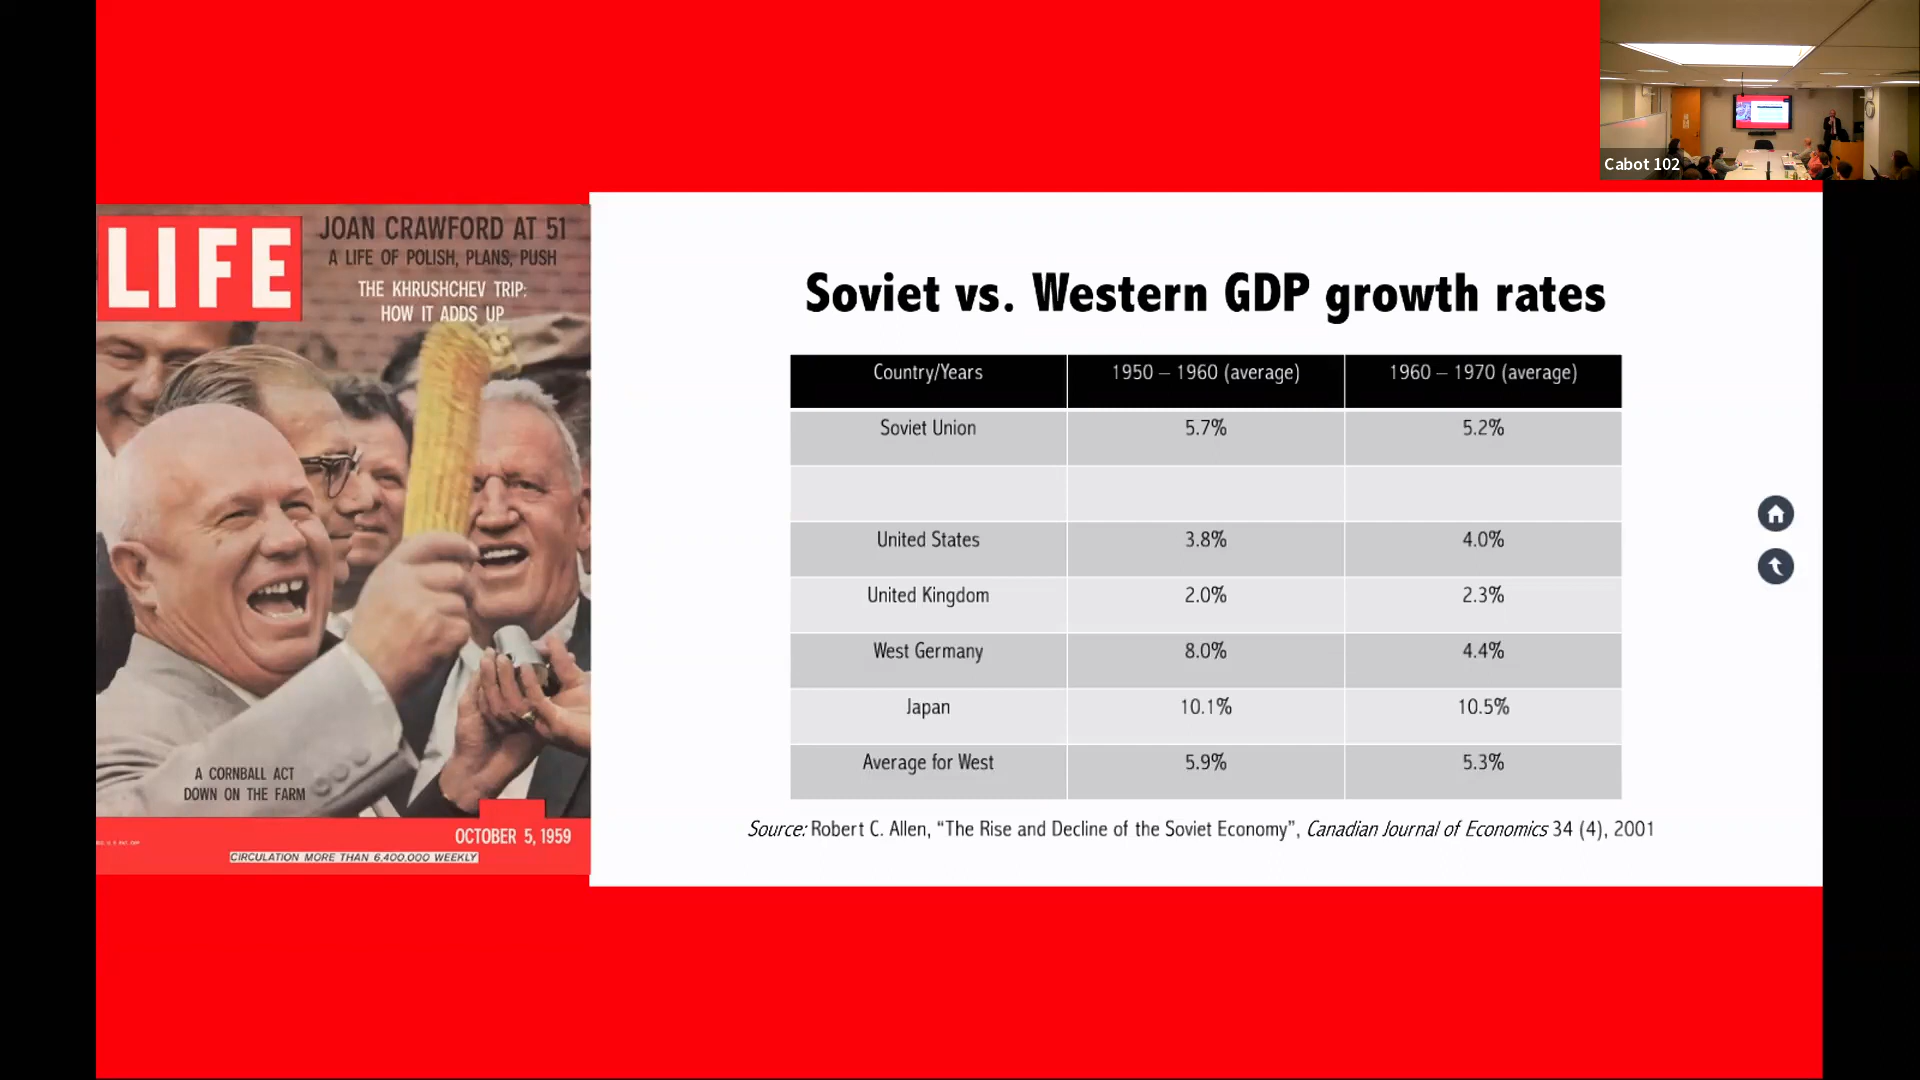 Cabot 102
LIFE
JOAN CRAWFORD AT 51
A LIFE OF POLISH, PLANS, PUSH
THE KHRUSHCHEV TRIP:
HOW IT ADDS UP
A CORNBALL ACT
DOWN ON THE FARM
OCTOBER 5, 1959
CIRCULATION MORE THAN 6,400,000 WEEKLY
Soviet vs. Western GDP growth rates
Country/Years 1950 – 1960 (average) 1960 – 1970 (average)
Soviet Union 5.7% 5.2%
United States 3.8% 4.0%
United Kingdom 2.0% 2.3%
West Germany 8.0% 4.4%
Japan 10.1% 10.5%
Average for West 5.9% 5.3%
Source: Robert C. Allen, “The Rise and Decline of the Soviet Economy”, Canadian Journal of Economics 34 (4), 2001